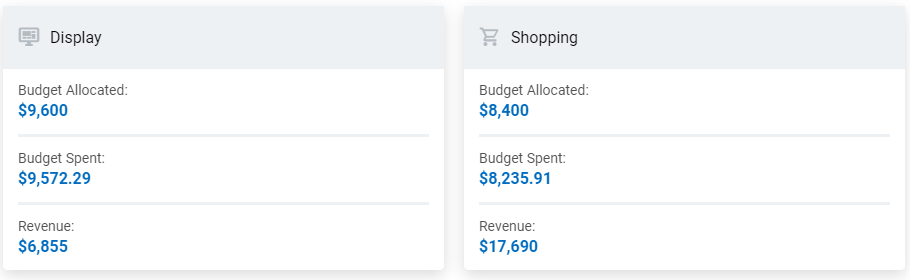 Display
Budget Allocated:
$9,600
Budget Spent:
$9,572.29
Revenue:
$6,855
Shopping
Budget Allocated:
$8,400
Budget Spent:
$8,235.91
Revenue:
$17,690